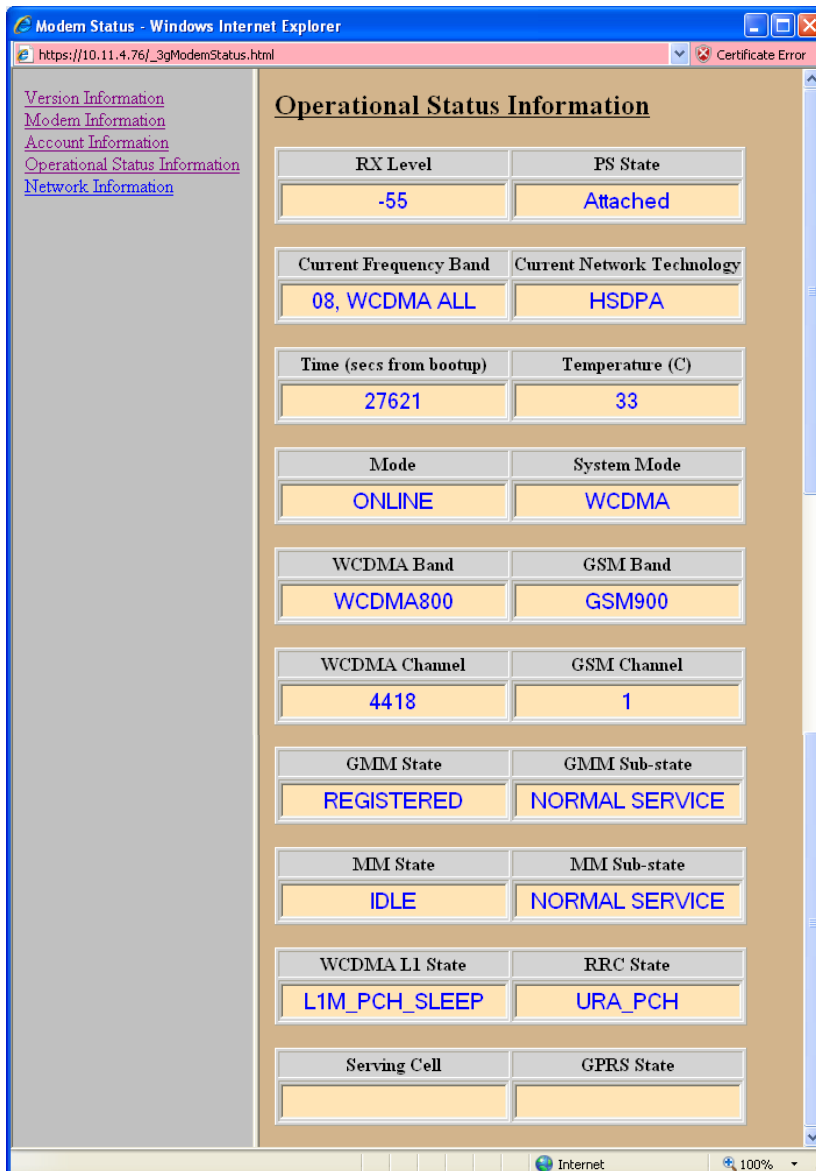 Modem Status - Windows Internet Explorer
https://10.11.4.76/_3gModemStatus.html
Certificate Error
Version Information
Modem Information
Account Information
Operational Status Information
Network Information
Operational Status Information
RX Level PS State
-55 Attached
Current Frequency Band Current Network Technology
08, WCDMA ALL HSDPA
Time (secs from bootup) Temperature (C)
27621 33
Mode System Mode
ONLINE WCDMA
WCDMA Band GSM Band
WCDMA800 GSM900
WCDMA Channel GSM Channel
4418 1
GMM State GMM Sub-state
REGISTERED NORMAL SERVICE
MM State MM Sub-state
IDLE NORMAL SERVICE
WCDMA L1 State RRC State
L1M_PCH_SLEEP URA_PCH
Serving Cell GPRS State
Internet 100%